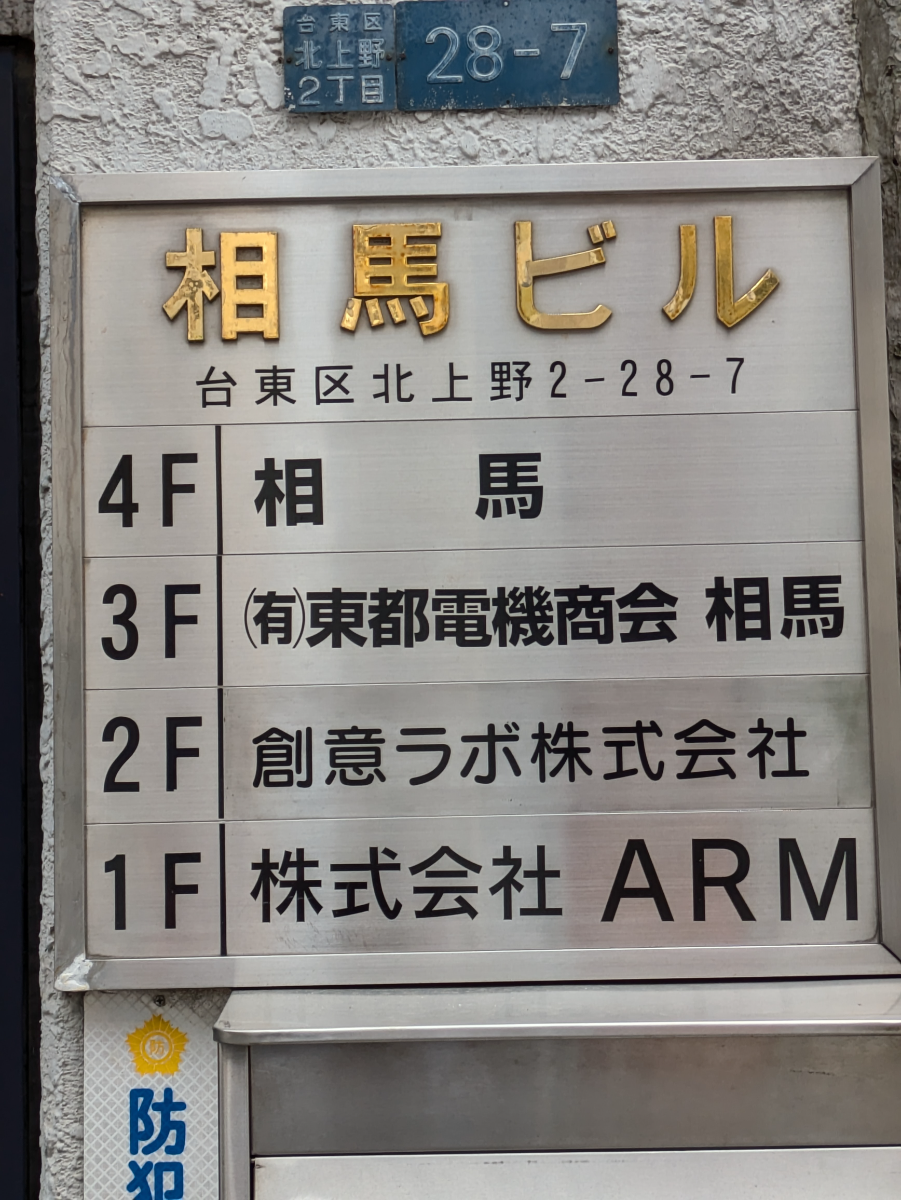 台東区
北上野
2丁目
28-7
相馬ビル
台東区北上野2-28-7
4F 相馬
3F ㈲東都電機商会 相馬
2F 創意ラボ株式会社
1F 株式会社 ARM
防
防犯